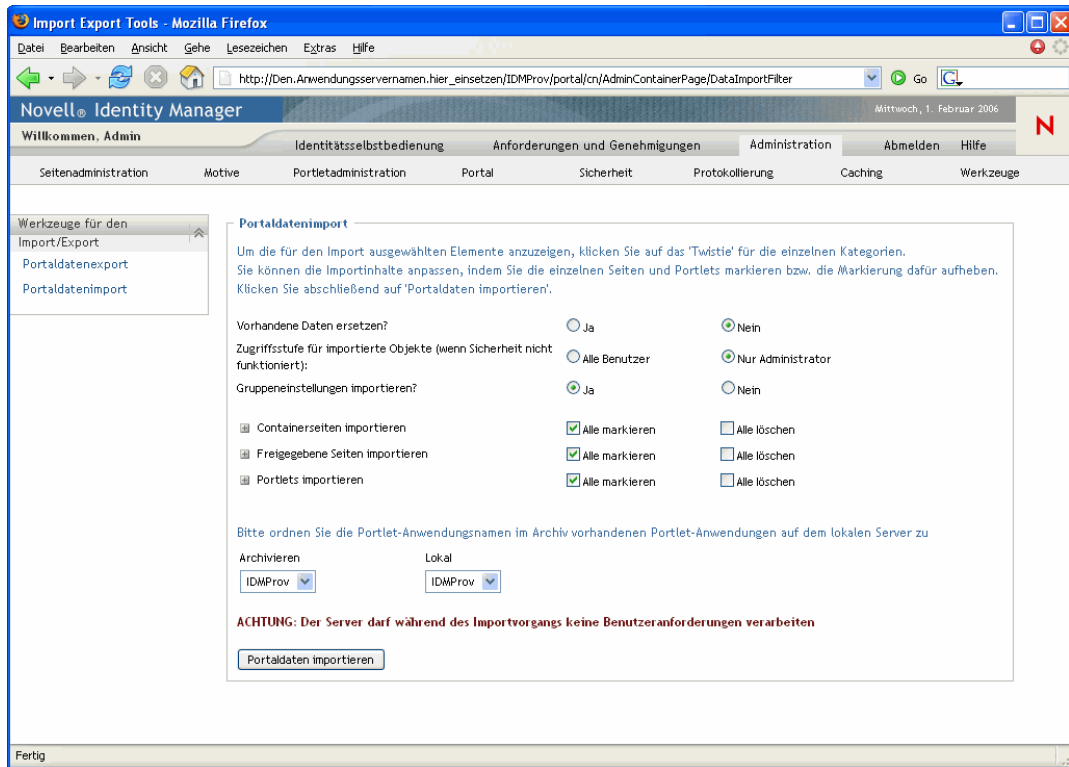 Import Export Tools - Mozilla Firefox
Datei Bearbeiten Ansicht Gehe Lesezeichen Extras Hilfe
http://Den.Anwendungsservernamen.hier_einsetzen/IDMProv/portal/cn/AdminContainerPage/DataImportFilter Go G
Novell® Identity Manager Mittwoch, 1. Februar 2006
N
Willkommen, Admin
Identitätsselbstbedienung Anforderungen und Genehmigungen Administration Abmelden Hilfe
Seitenadministration Motive Portletadministration Portal Sicherheit Protokollierung Caching Werkzeuge
Werkzeuge für den
Import/Export
Portaldatenexport
Portaldatenimport
Portaldatenimport
Um die für den Import ausgewählten Elemente anzuzeigen, klicken Sie auf das 'Twistie' für die einzelnen Kategorien.
Sie können die Importinhalte anpassen, indem Sie die einzelnen Seiten und Portlets markieren bzw. die Markierung dafür aufheben.
Klicken Sie abschließend auf 'Portaldaten importieren'.
Vorhandene Daten ersetzen? Ja Nein
Zugriffsstufe für importierte Objekte (wenn Sicherheit nicht
funktioniert): Alle Benutzer Nur Administrator
Gruppeneinstellungen importieren? Ja Nein
Containerseiten importieren Alle markieren Alle löschen
Freigegebene Seiten importieren Alle markieren Alle löschen
Portlets importieren Alle markieren Alle löschen
Bitte ordnen Sie die Portlet-Anwendungsnamen im Archiv vorhandenen Portlet-Anwendungen auf dem lokalen Server zu
Archivieren Lokal
IDMProv IDMProv
ACHTUNG: Der Server darf während des Importvorgangs keine Benutzeranforderungen verarbeiten
Portaldaten importieren
Fertig